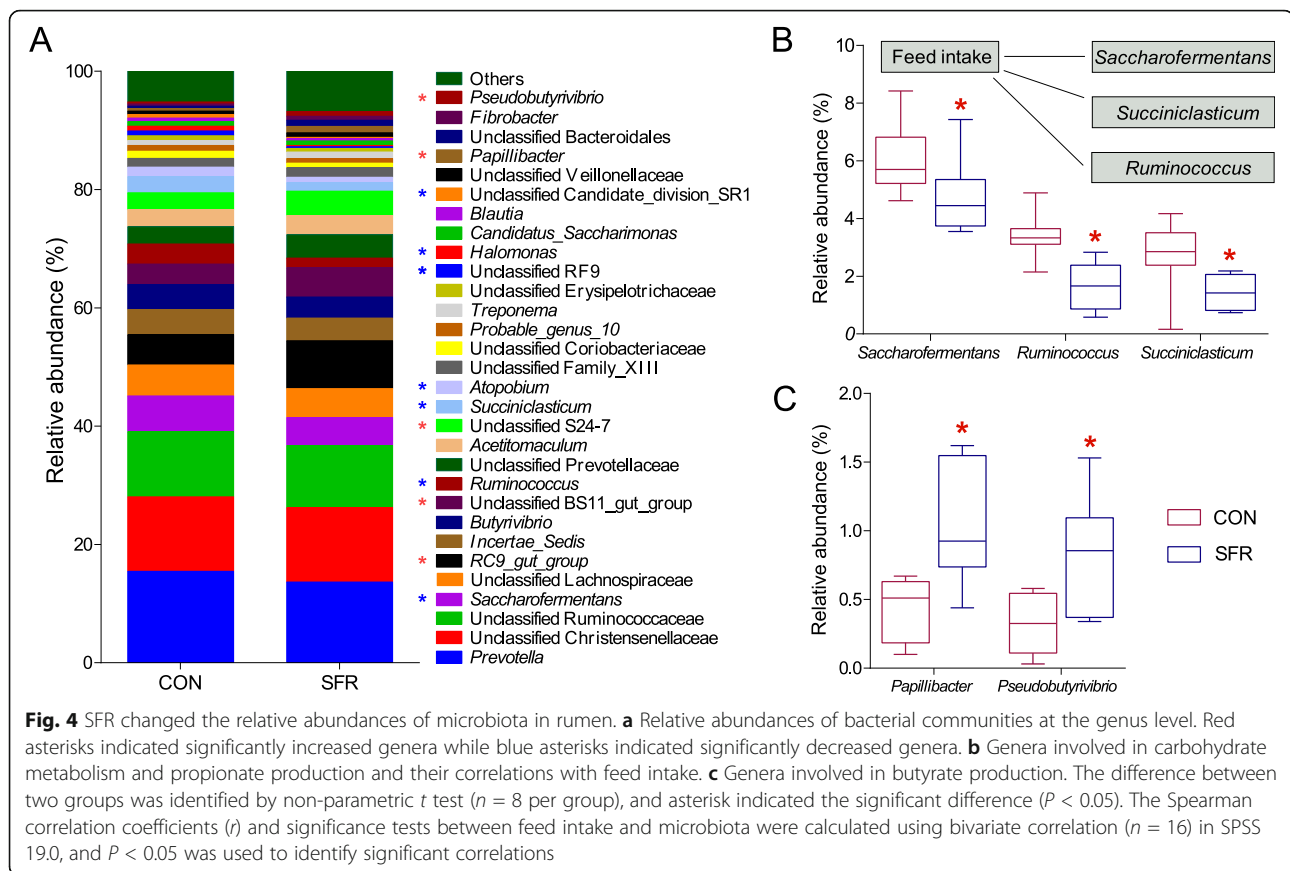 A
Relative abundance (%)
100
80
60
40
20
0
CON
SFR
Others
* Pseudobutyrivibrio
Fibrobacter
Unclassified Bacteroidales
* Papillibacter
Unclassified Veillonellaceae
* Unclassified Candidate_division_SR1
Blautia
Candidatus_Saccharimonas
* Halomonas
* Unclassified RF9
Unclassified Erysipelotrichaceae
Treponema
Probable_genus_10
Unclassified Coriobacteriaceae
Unclassified Family_XIII
* Atopobium
* Succiniclasticum
* Unclassified S24-7
Acetitomaculum
Unclassified Prevotellaceae
* Ruminococcus
* Unclassified BS11_gut_group
Butyrivibrio
Incertae_Sedis
* RC9_gut_group
Unclassified Lachnospiraceae
* Saccharofermentans
Unclassified Ruminococcaceae
Unclassified Christensenellaceae
Prevotella
B
Relative abundance (%)
10
8
6
4
2
0
Feed intake
Saccharofermentans
Succiniclasticum
Ruminococcus
*
*
*
Saccharofermentans
Ruminococcus
Succiniclasticum
C
Relative abundance (%)
2.0
1.5
1.0
0.5
0.0
*
*
Papillibacter
Pseudobutyrivibrio
CON
SFR
Fig. 4 SFR changed the relative abundances of microbiota in rumen. a Relative abundances of bacterial communities at the genus level. Red
asterisks indicated significantly increased genera while blue asterisks indicated significantly decreased genera. b Genera involved in carbohydrate
metabolism and propionate production and their correlations with feed intake. c Genera involved in butyrate production. The difference between
two groups was identified by non-parametric t test (n = 8 per group), and asterisk indicated the significant difference (P < 0.05). The Spearman
correlation coefficients (r) and significance tests between feed intake and microbiota were calculated using bivariate correlation (n = 16) in SPSS
19.0, and P < 0.05 was used to identify significant correlations